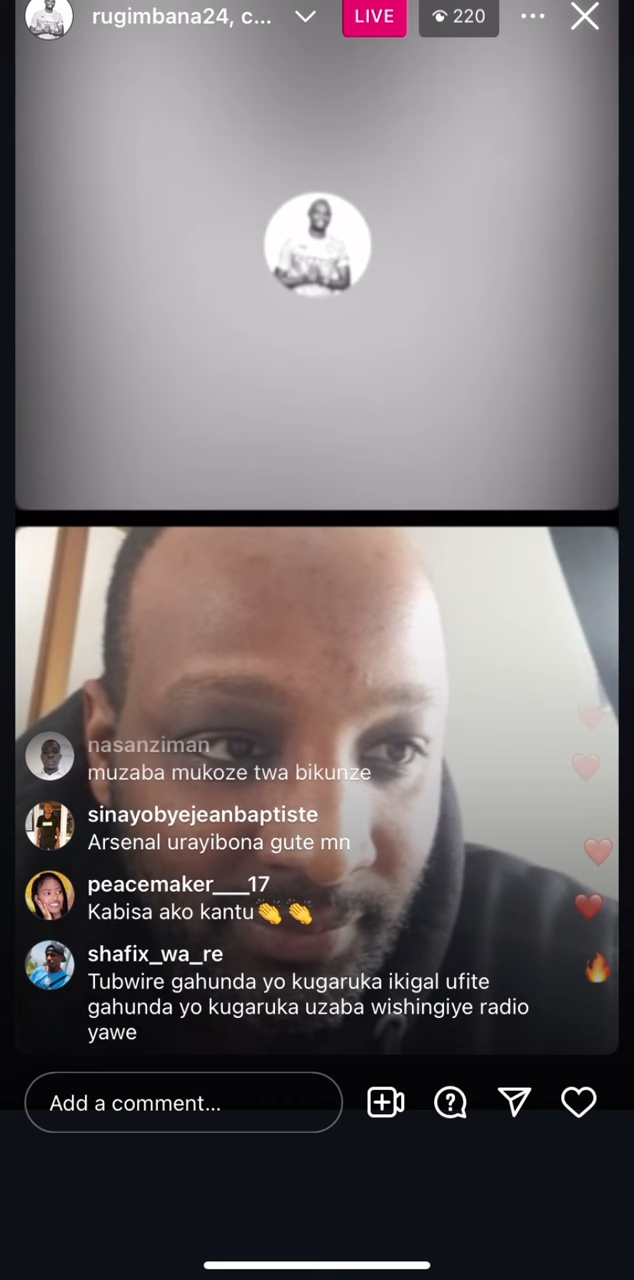 rugimbana24, c...
LIVE
220
nasanziman
muzaba mukoze twa bikunze
sinayobyejeanbaptiste
Arsenal urayibona gute mn
peacemaker___17
Kabisa ako kantu👏👏
shafix_wa_re
Tubwire gahunda yo kugaruka ikigal ufite
gahunda yo kugaruka uzaba wishingiye radio
yawe
Add a comment...